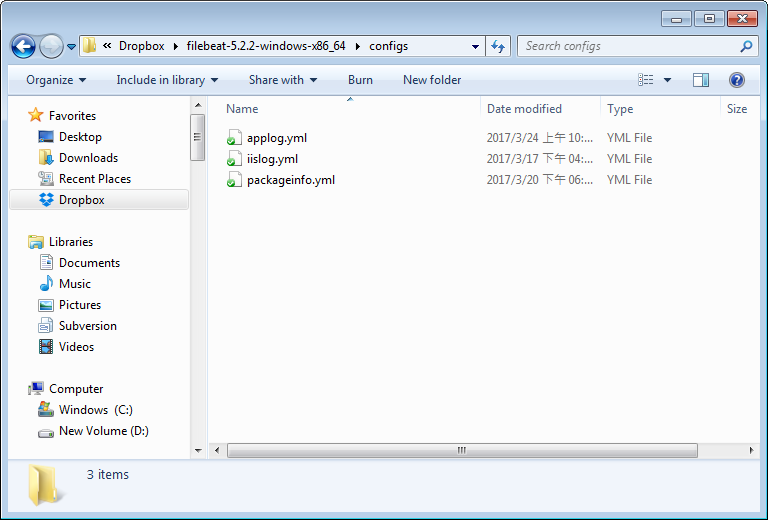 « Dropbox filebeat-5.2.2-windows-x86_64 configs Search configs
Organize Include in library Share with Burn New folder
Name Date modified Type Size
applog.yml 2017/3/24 上午 10:... YML File
iislog.yml 2017/3/17 下午 04:... YML File
packageinfo.yml 2017/3/20 下午 06:... YML File
Favorites
Desktop
Downloads
Recent Places
Dropbox
Libraries
Documents
Music
Pictures
Subversion
Videos
Computer
Windows (C:)
New Volume (D:)
3 items